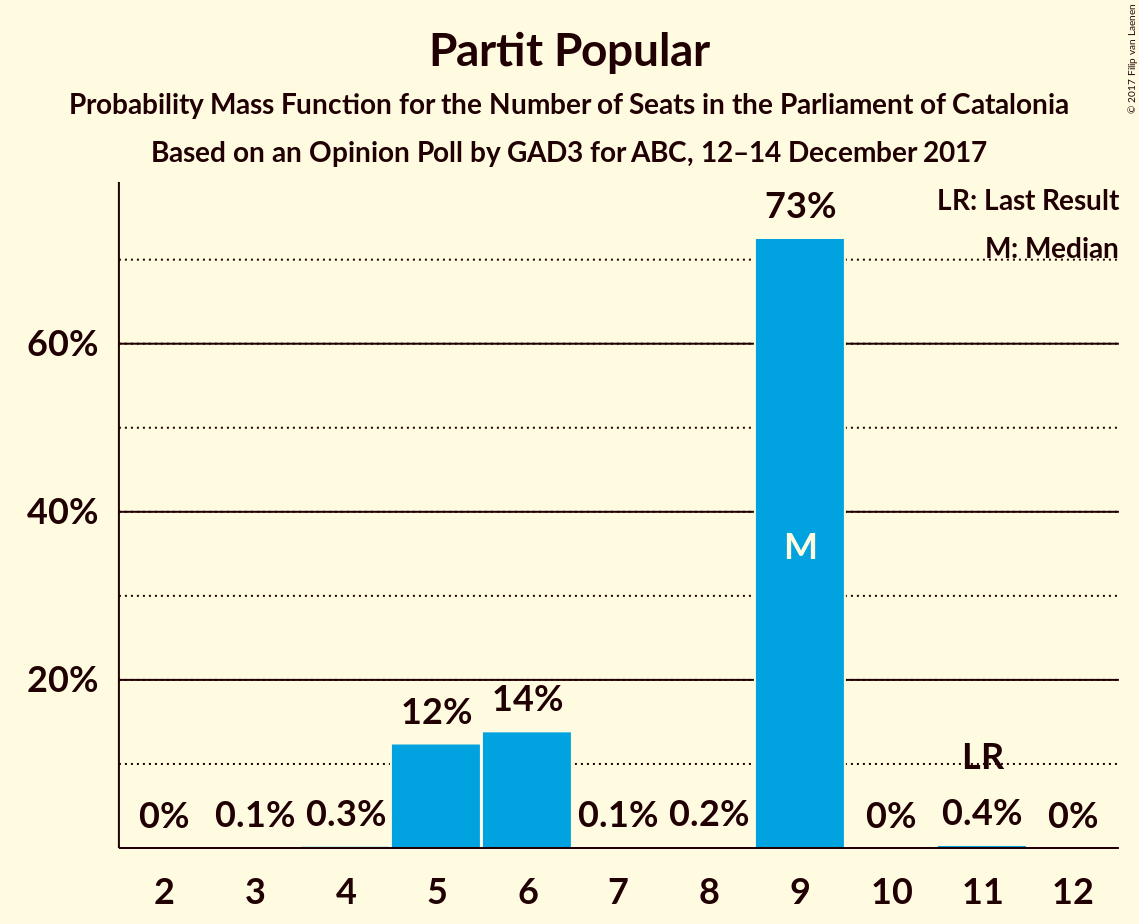 Partit Popular
Probability Mass Function for the Number of Seats in the Parliament of Catalonia
Based on an Opinion Poll by GAD3 for ABC, 12–14 December 2017
© 2017 Filip van Laenen
LR: Last Result
M: Median
73%
60%
40%
20%
M
12%
14%
LR
0%
0.1%
0.3%
0.1%
0.2%
0%
0.4%
0%
2 3 4 5 6 7 8 9 10 11 12